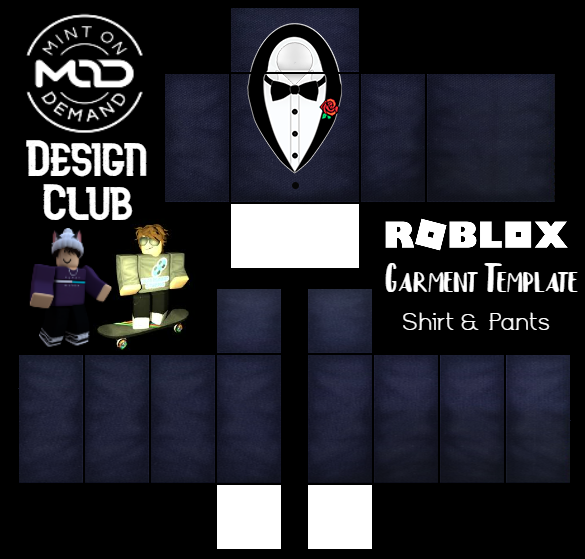 MINT ON
MOD
DEMAND
DESIGN
CLUB
ROBLOX
GARMENT TEMPLATE
Shirt & Pants